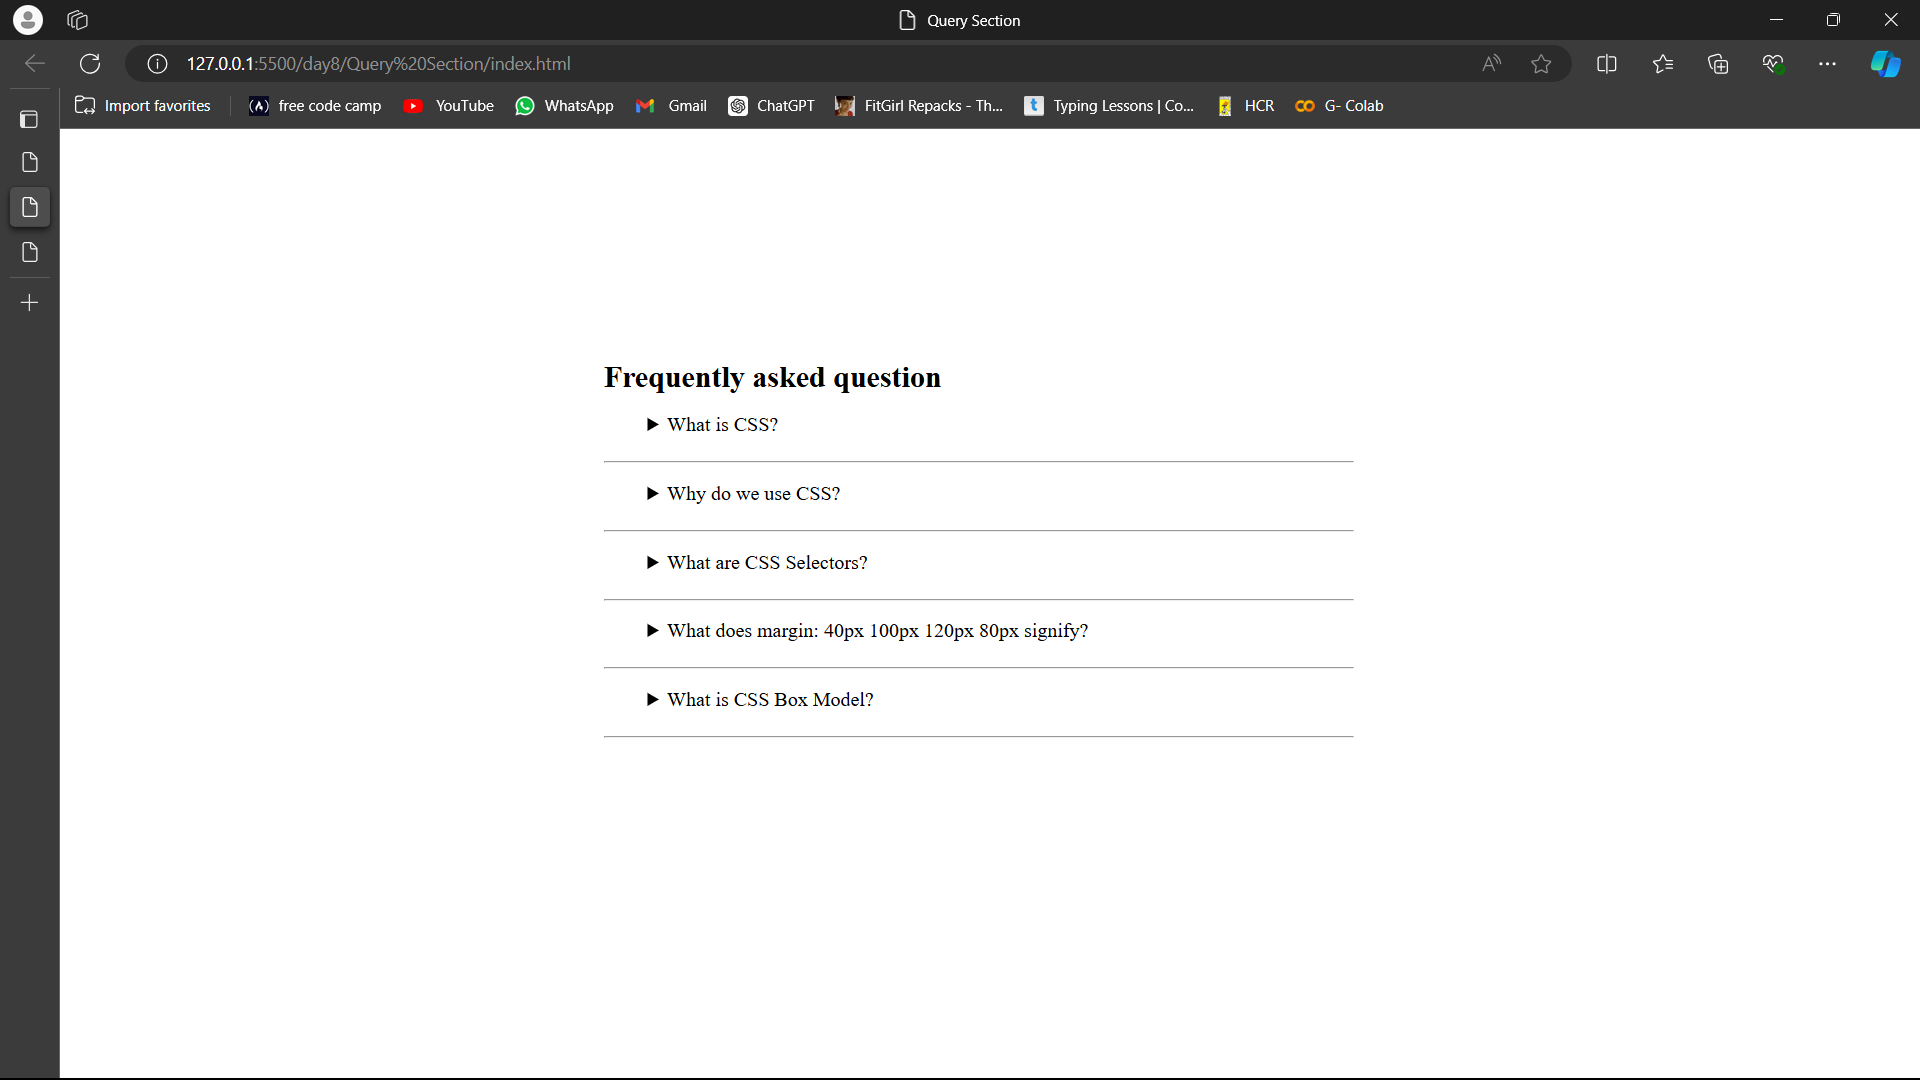 Query Section
127.0.0.1:5500/day8/Query%20Section/index.html
Import favorites free code camp YouTube WhatsApp Gmail ChatGPT FitGirl Repacks - Th... Typing Lessons | Co... HCR G- Colab
Frequently asked question
▶ What is CSS?
▶ Why do we use CSS?
▶ What are CSS Selectors?
▶ What does margin: 40px 100px 120px 80px signify?
▶ What is CSS Box Model?